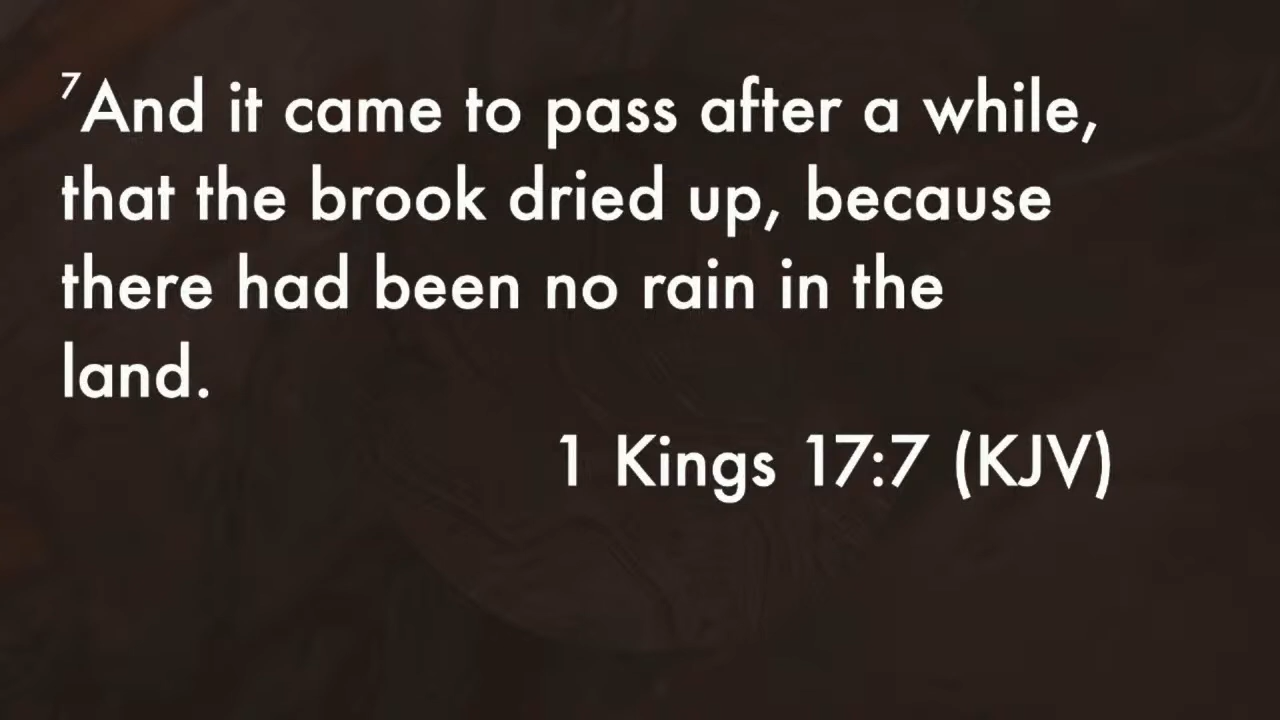 7And it came to pass after a while,
that the brook dried up, because
there had been no rain in the
land.
1 Kings 17:7 (KJV)